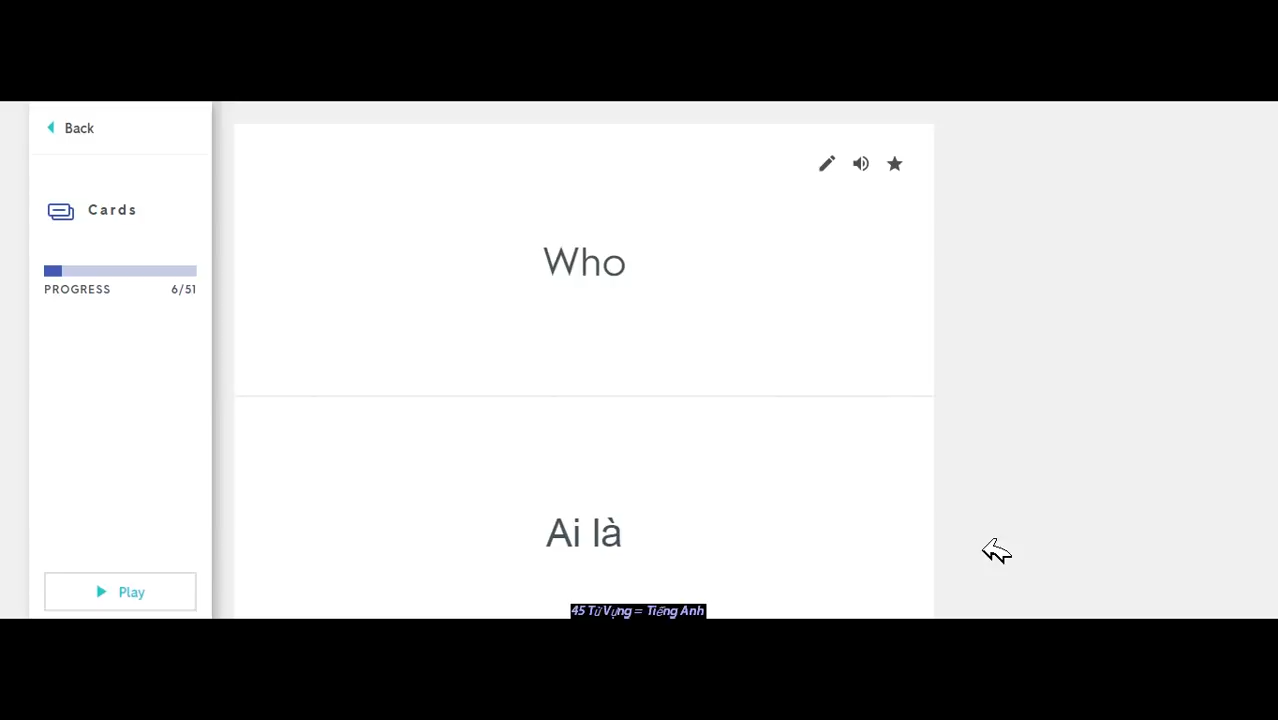 Back
Cards
PROGRESS 6/51
Play
Who
Ai là
45 Từ Vựng = Tiếng Anh